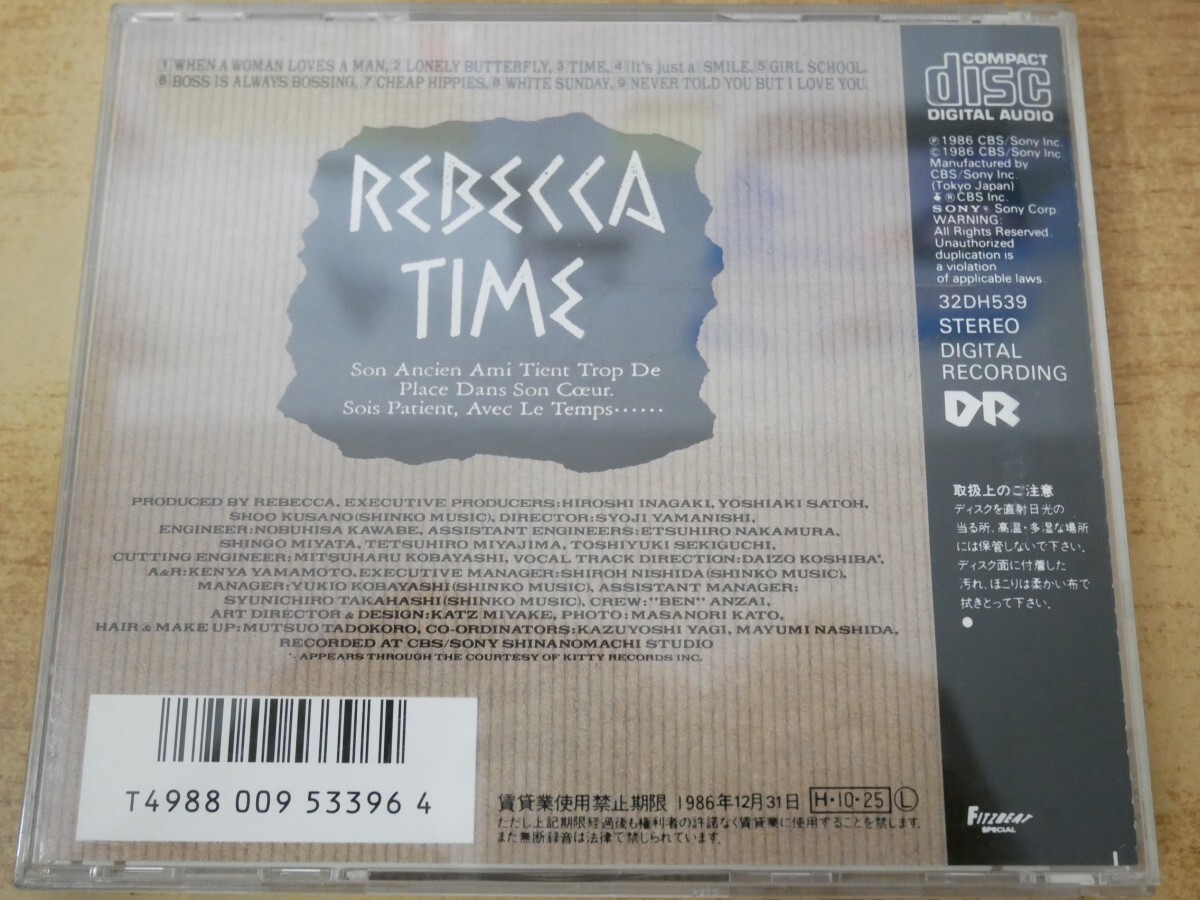 1 WHEN A WOMAN LOVES A MAN, 2 LONELY BUTTERFLY, 3 TIME, 4 (It's just a) SMILE, 5 GIRL SCHOOL,
6 BOSS IS ALWAYS BOSSING, 7 CHEAP HIPPIES, 8 WHITE SUNDAY, 9 NEVER TOLD YOU BUT I LOVE YOU.
REBECCA
TIME
Son Ancien Ami Tient Trop De
Place Dans Son Cœur.
Sois Patient, Avec Le Temps……
PRODUCED BY REBECCA, EXECUTIVE PRODUCERS:HIROSHI INAGAKI, YOSHIAKI SATOH,
SHOO KUSANO(SHINKO MUSIC), DIRECTOR:SYOJI YAMANISHI,
ENGINEER:NOBUHISA KAWABE, ASSISTANT ENGINEERS:ETSUHIRO NAKAMURA,
SHINGO MIYATA, TETSUHIRO MIYAJIMA, TOSHIYUKI SEKIGUCHI,
CUTTING ENGINEER:MITSUHARU KOBAYASHI, VOCAL TRACK DIRECTION:DAIZO KOSHIBA*,
A&R:KENYA YAMAMOTO, EXECUTIVE MANAGER:SHIROH NISHIDA(SHINKO MUSIC),
MANAGER:YUKIO KOBAYASHI(SHINKO MUSIC), ASSISTANT MANAGER:
SYUNICHIRO TAKAHASHI(SHINKO MUSIC), CREW:"BEN" ANZAI,
ART DIRECTOR & DESIGN:KATZ MIYAKE, PHOTO:MASANORI KATO,
HAIR & MAKE UP:MUTSUO TADOKORO, CO-ORDINATORS:KAZUYOSHI YAGI, MAYUMI NASHIDA,
RECORDED AT CBS/SONY SHINANOMACHI STUDIO
*- APPEARS THROUGH THE COURTESY OF KITTY RECORDS INC.
T4988 009 53396 4
賃貸業使用禁止期限 1986年12月31日 H・10・25 Ⓛ
ただし上記期限経過後も権利者の許諾なく賃貸業に使用することを禁じます.
また無断録音は法律で禁じられています.
COMPACT
disc
DIGITAL AUDIO
℗1986 CBS/Sony Inc.
©1986 CBS/Sony Inc.
Manufactured by
CBS/Sony Inc.
(Tokyo Japan)
® CBS Inc.
SONY® Sony Corp.
WARNING:
All Rights Reserved.
Unauthorized
duplication is
a violation
of applicable laws.
32DH539
STEREO
DIGITAL
RECORDING
DR
取扱上のご注意
ディスクを直射日光の
当る所, 高温・多湿な場所
には保管しないで下さい.
ディスク面に付着した
汚れ, ほこりは柔かい布で
拭きとって下さい.
●
FITZBEAT
SPECIAL